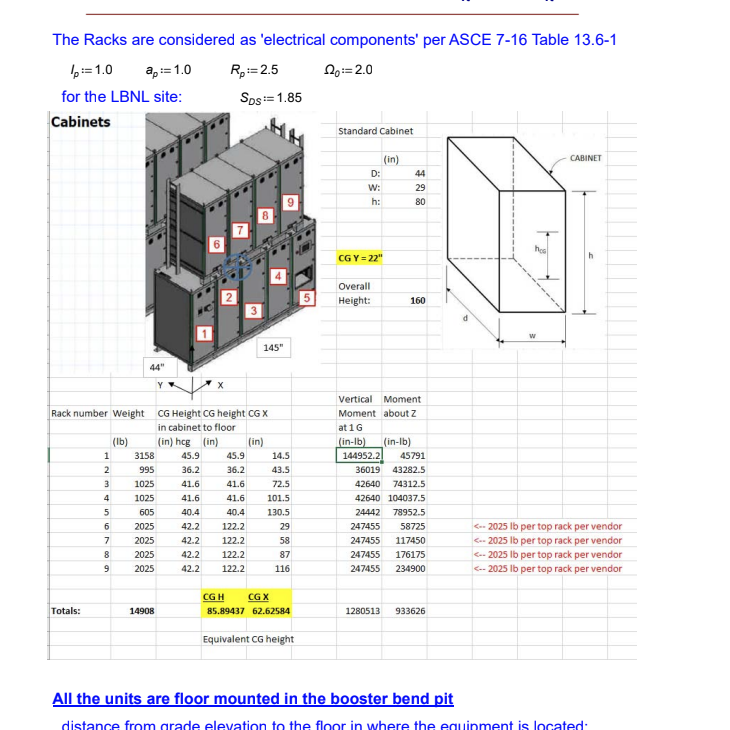 The Racks are considered as 'electrical components' per ASCE 7-16 Table 13.6-1
Ip := 1.0 ap := 1.0 Rp := 2.5 Ω0 := 2.0
for the LBNL site: SDS := 1.85
Cabinets
Standard Cabinet
(in)
D: 44
W: 29
h: 80
CG Y = 22"
Overall
Height: 160
CABINET
hCG
h
d
w
9
8
7
6
4
5
2
3
1
145"
44"
Y X
Vertical Moment
Rack number Weight CG Height CG height CG X Moment about Z
in cabinet to floor at 1 G
(lb) (in) hcg (in) (in) (in-lb) (in-lb)
1 3158 45.9 45.9 14.5 144952.2 45791
2 995 36.2 36.2 43.5 36019 43282.5
3 1025 41.6 41.6 72.5 42640 74312.5
4 1025 41.6 41.6 101.5 42640 104037.5
5 605 40.4 40.4 130.5 24442 78952.5
6 2025 42.2 122.2 29 247455 58725 <-- 2025 lb per top rack per vendor
7 2025 42.2 122.2 58 247455 117450 <-- 2025 lb per top rack per vendor
8 2025 42.2 122.2 87 247455 176175 <-- 2025 lb per top rack per vendor
9 2025 42.2 122.2 116 247455 234900 <-- 2025 lb per top rack per vendor
CG H CG X
Totals: 14908 85.89437 62.62584 1280513 933626
Equivalent CG height
All the units are floor mounted in the booster bend pit
distance from grade elevation to the floor in where the equipment is located: